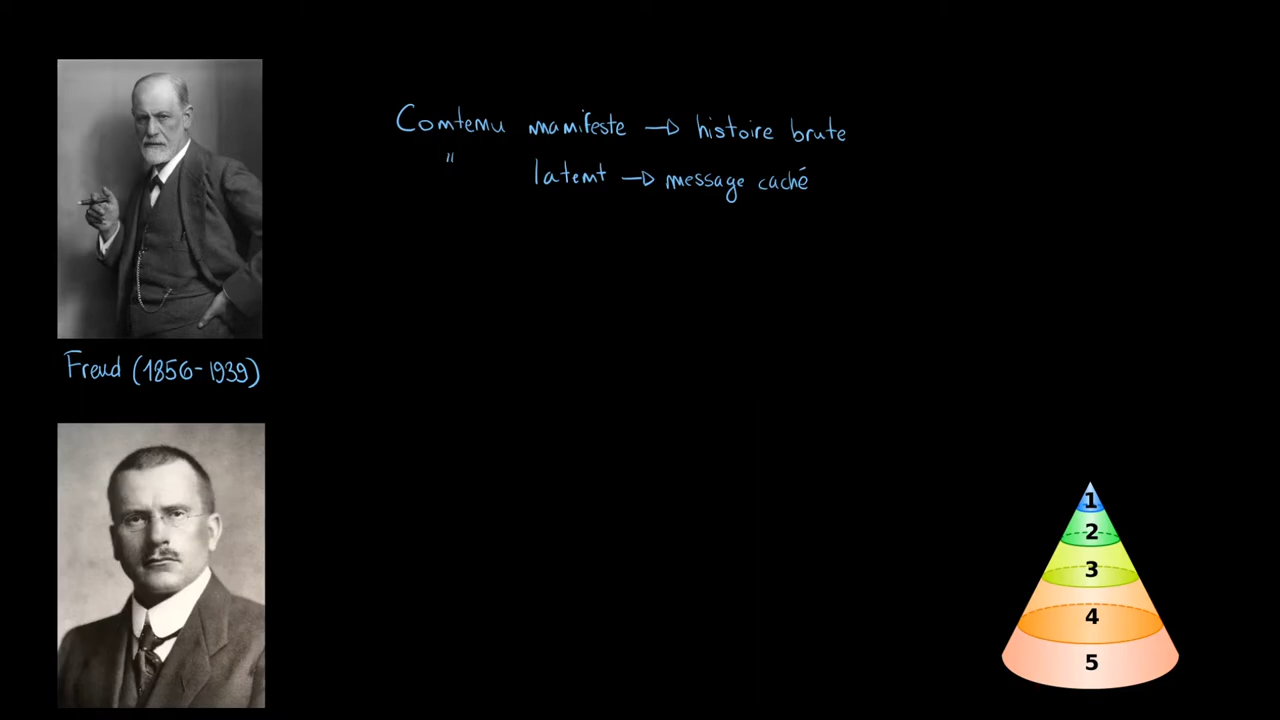 Contenu manifeste → histoire brute
" latent → message caché
Freud (1856-1939)
1
2
3
4
5